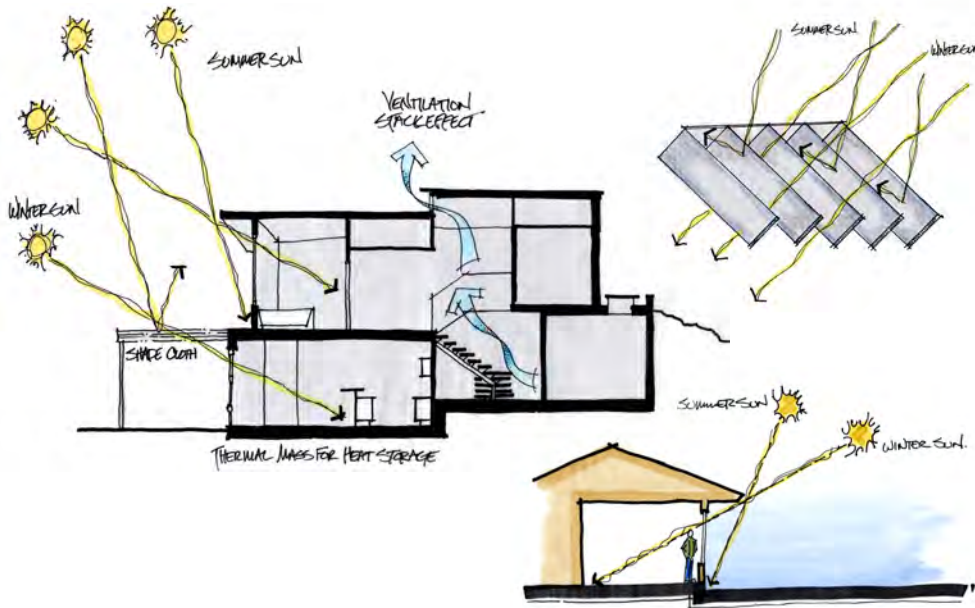 SUMMER SUN
VENTILATION
STACK EFFECT
WINTER SUN
SHADE CLOTH
THERMAL MASS FOR HEAT STORAGE
SUMMER SUN
WINTER SUN
SUMMER SUN
WINTER SUN.